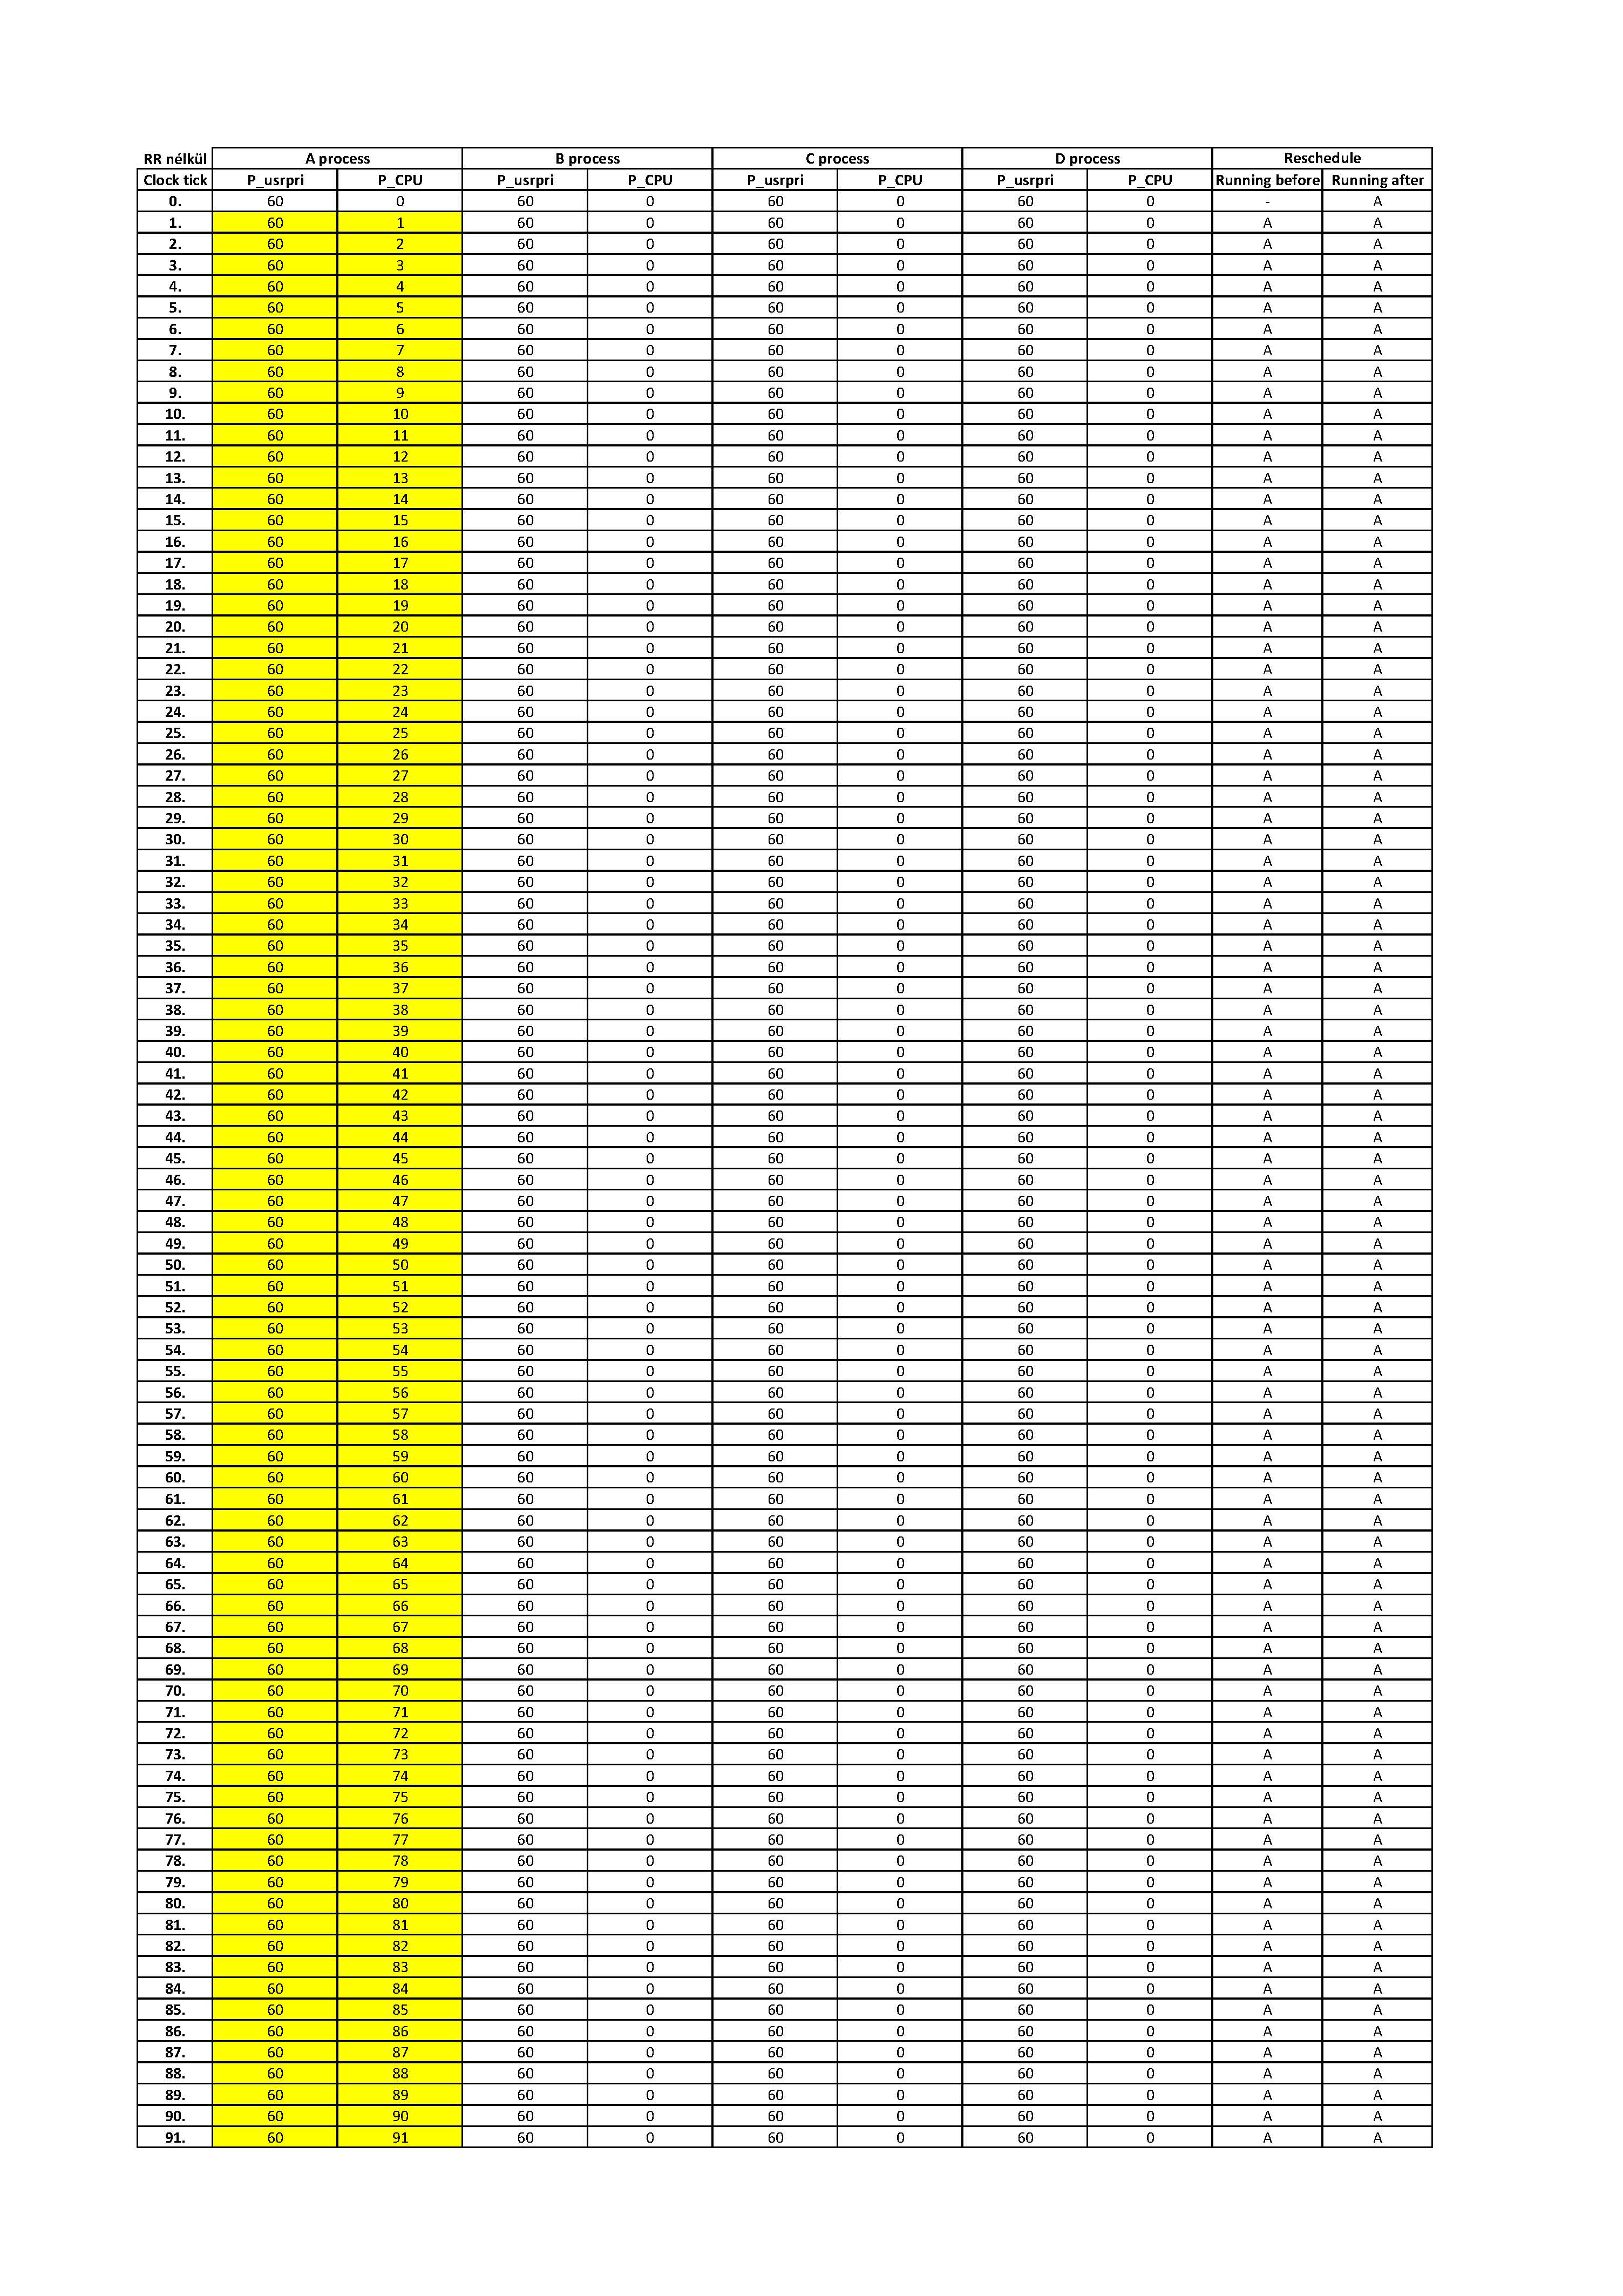 RR nélkül A process B process C process D process Reschedule
Clock tick P_usrpri P_CPU P_usrpri P_CPU P_usrpri P_CPU P_usrpri P_CPU Running before Running after
0. 60 0 60 0 60 0 60 0 - A
1. 60 1 60 0 60 0 60 0 A A
2. 60 2 60 0 60 0 60 0 A A
3. 60 3 60 0 60 0 60 0 A A
4. 60 4 60 0 60 0 60 0 A A
5. 60 5 60 0 60 0 60 0 A A
6. 60 6 60 0 60 0 60 0 A A
7. 60 7 60 0 60 0 60 0 A A
8. 60 8 60 0 60 0 60 0 A A
9. 60 9 60 0 60 0 60 0 A A
10. 60 10 60 0 60 0 60 0 A A
11. 60 11 60 0 60 0 60 0 A A
12. 60 12 60 0 60 0 60 0 A A
13. 60 13 60 0 60 0 60 0 A A
14. 60 14 60 0 60 0 60 0 A A
15. 60 15 60 0 60 0 60 0 A A
16. 60 16 60 0 60 0 60 0 A A
17. 60 17 60 0 60 0 60 0 A A
18. 60 18 60 0 60 0 60 0 A A
19. 60 19 60 0 60 0 60 0 A A
20. 60 20 60 0 60 0 60 0 A A
21. 60 21 60 0 60 0 60 0 A A
22. 60 22 60 0 60 0 60 0 A A
23. 60 23 60 0 60 0 60 0 A A
24. 60 24 60 0 60 0 60 0 A A
25. 60 25 60 0 60 0 60 0 A A
26. 60 26 60 0 60 0 60 0 A A
27. 60 27 60 0 60 0 60 0 A A
28. 60 28 60 0 60 0 60 0 A A
29. 60 29 60 0 60 0 60 0 A A
30. 60 30 60 0 60 0 60 0 A A
31. 60 31 60 0 60 0 60 0 A A
32. 60 32 60 0 60 0 60 0 A A
33. 60 33 60 0 60 0 60 0 A A
34. 60 34 60 0 60 0 60 0 A A
35. 60 35 60 0 60 0 60 0 A A
36. 60 36 60 0 60 0 60 0 A A
37. 60 37 60 0 60 0 60 0 A A
38. 60 38 60 0 60 0 60 0 A A
39. 60 39 60 0 60 0 60 0 A A
40. 60 40 60 0 60 0 60 0 A A
41. 60 41 60 0 60 0 60 0 A A
42. 60 42 60 0 60 0 60 0 A A
43. 60 43 60 0 60 0 60 0 A A
44. 60 44 60 0 60 0 60 0 A A
45. 60 45 60 0 60 0 60 0 A A
46. 60 46 60 0 60 0 60 0 A A
47. 60 47 60 0 60 0 60 0 A A
48. 60 48 60 0 60 0 60 0 A A
49. 60 49 60 0 60 0 60 0 A A
50. 60 50 60 0 60 0 60 0 A A
51. 60 51 60 0 60 0 60 0 A A
52. 60 52 60 0 60 0 60 0 A A
53. 60 53 60 0 60 0 60 0 A A
54. 60 54 60 0 60 0 60 0 A A
55. 60 55 60 0 60 0 60 0 A A
56. 60 56 60 0 60 0 60 0 A A
57. 60 57 60 0 60 0 60 0 A A
58. 60 58 60 0 60 0 60 0 A A
59. 60 59 60 0 60 0 60 0 A A
60. 60 60 60 0 60 0 60 0 A A
61. 60 61 60 0 60 0 60 0 A A
62. 60 62 60 0 60 0 60 0 A A
63. 60 63 60 0 60 0 60 0 A A
64. 60 64 60 0 60 0 60 0 A A
65. 60 65 60 0 60 0 60 0 A A
66. 60 66 60 0 60 0 60 0 A A
67. 60 67 60 0 60 0 60 0 A A
68. 60 68 60 0 60 0 60 0 A A
69. 60 69 60 0 60 0 60 0 A A
70. 60 70 60 0 60 0 60 0 A A
71. 60 71 60 0 60 0 60 0 A A
72. 60 72 60 0 60 0 60 0 A A
73. 60 73 60 0 60 0 60 0 A A
74. 60 74 60 0 60 0 60 0 A A
75. 60 75 60 0 60 0 60 0 A A
76. 60 76 60 0 60 0 60 0 A A
77. 60 77 60 0 60 0 60 0 A A
78. 60 78 60 0 60 0 60 0 A A
79. 60 79 60 0 60 0 60 0 A A
80. 60 80 60 0 60 0 60 0 A A
81. 60 81 60 0 60 0 60 0 A A
82. 60 82 60 0 60 0 60 0 A A
83. 60 83 60 0 60 0 60 0 A A
84. 60 84 60 0 60 0 60 0 A A
85. 60 85 60 0 60 0 60 0 A A
86. 60 86 60 0 60 0 60 0 A A
87. 60 87 60 0 60 0 60 0 A A
88. 60 88 60 0 60 0 60 0 A A
89. 60 89 60 0 60 0 60 0 A A
90. 60 90 60 0 60 0 60 0 A A
91. 60 91 60 0 60 0 60 0 A A